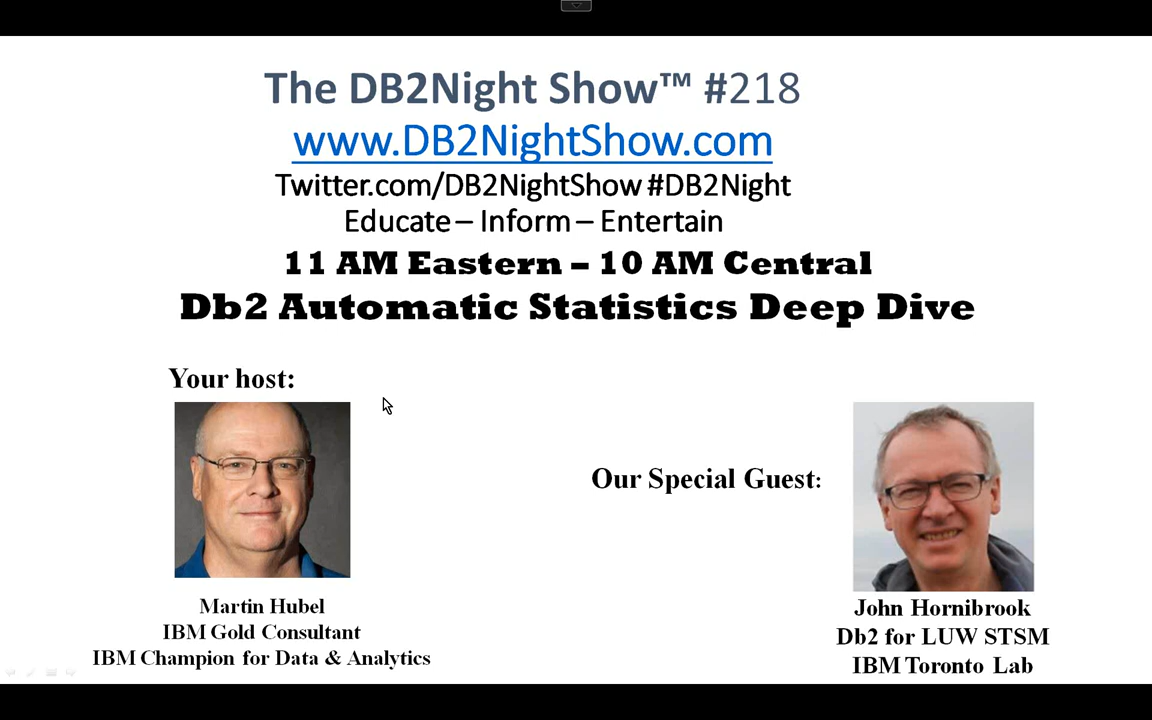 The DB2Night Show™ #218
www.DB2NightShow.com
Twitter.com/DB2NightShow #DB2Night
Educate – Inform – Entertain
11 AM Eastern – 10 AM Central
Db2 Automatic Statistics Deep Dive
Your host:
Our Special Guest:
Martin Hubel
IBM Gold Consultant
IBM Champion for Data & Analytics
John Hornibrook
Db2 for LUW STSM
IBM Toronto Lab